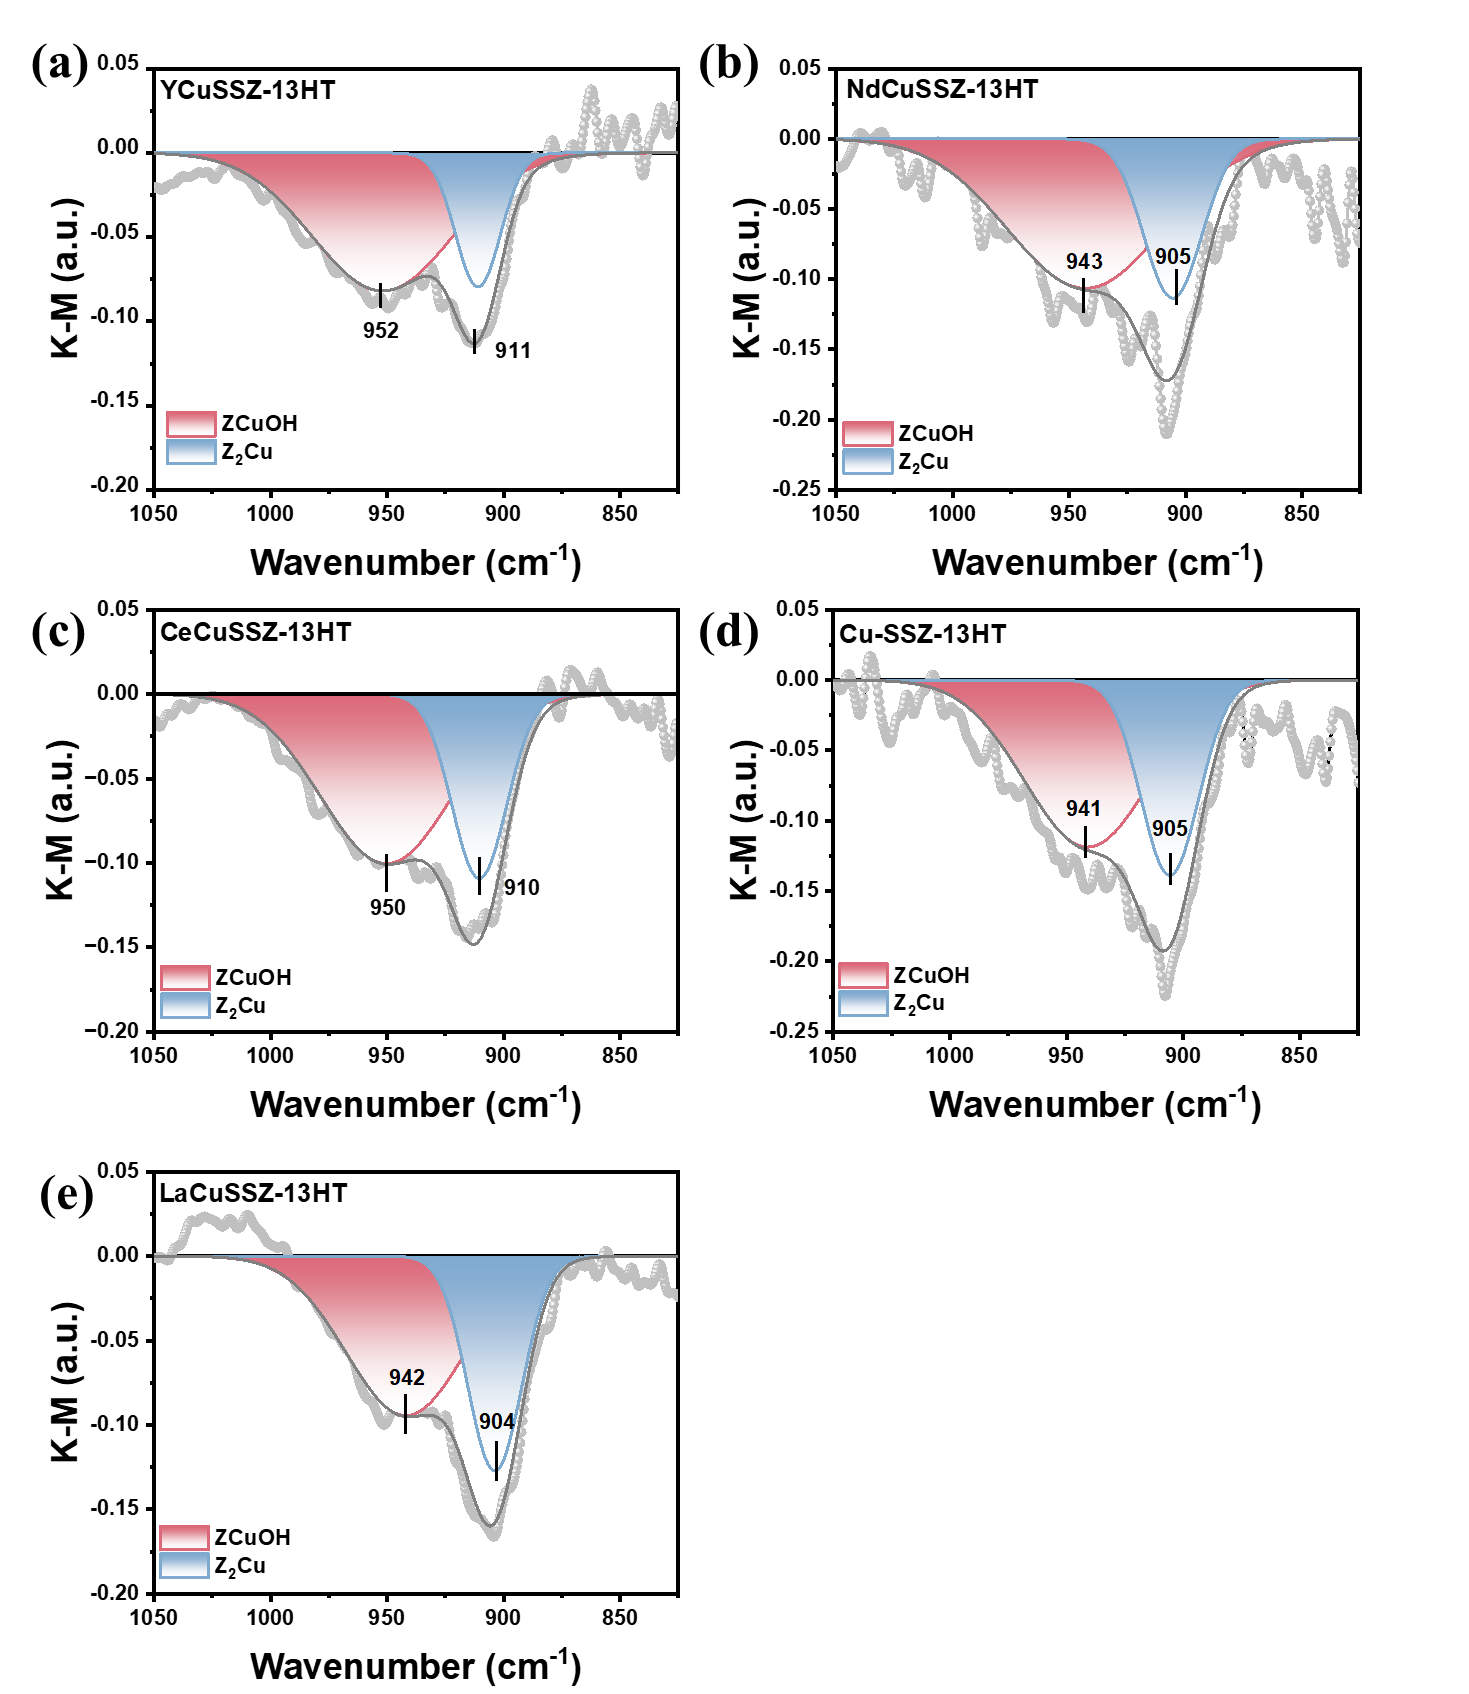 (a)
YCuSSZ-13HT
0.05
0.00
-0.05
-0.10
-0.15
-0.20
K-M (a.u.)
952
911
ZCuOH
Z₂Cu
1050 1000 950 900 850
Wavenumber (cm⁻¹)
(b)
NdCuSSZ-13HT
0.05
0.00
-0.05
-0.10
-0.15
-0.20
-0.25
K-M (a.u.)
943
905
ZCuOH
Z₂Cu
1050 1000 950 900 850
Wavenumber (cm⁻¹)
(c)
CeCuSSZ-13HT
0.05
0.00
−0.05
−0.10
−0.15
−0.20
K-M (a.u.)
950
910
ZCuOH
Z₂Cu
1050 1000 950 900 850
Wavenumber (cm⁻¹)
(d)
Cu-SSZ-13HT
0.05
0.00
-0.05
-0.10
-0.15
-0.20
-0.25
K-M (a.u.)
941
905
ZCuOH
Z₂Cu
1050 1000 950 900 850
Wavenumber (cm⁻¹)
(e)
LaCuSSZ-13HT
0.05
0.00
-0.05
-0.10
-0.15
-0.20
K-M (a.u.)
942
904
ZCuOH
Z₂Cu
1050 1000 950 900 850
Wavenumber (cm⁻¹)